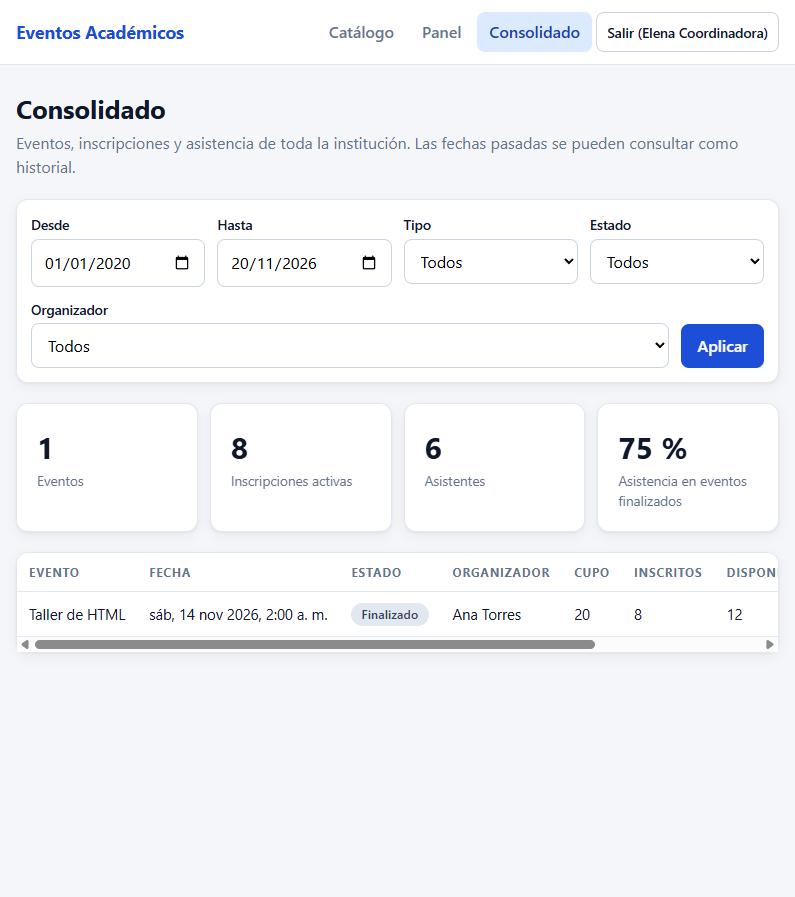 Eventos Académicos
Catálogo
Panel
Consolidado
Salir (Elena Coordinadora)
Consolidado
Eventos, inscripciones y asistencia de toda la institución. Las fechas pasadas se pueden consultar como
historial.
Desde
Hasta
Tipo
Estado
01/01/2020
20/11/2026
Todos
Todos
Organizador
Todos
Aplicar
1
Eventos
8
Inscripciones activas
6
Asistentes
75 %
Asistencia en eventos
finalizados
EVENTO FECHA ESTADO ORGANIZADOR CUPO INSCRITOS DISPON
Taller de HTML sáb, 14 nov 2026, 2:00 a. m. Finalizado Ana Torres 20 8 12